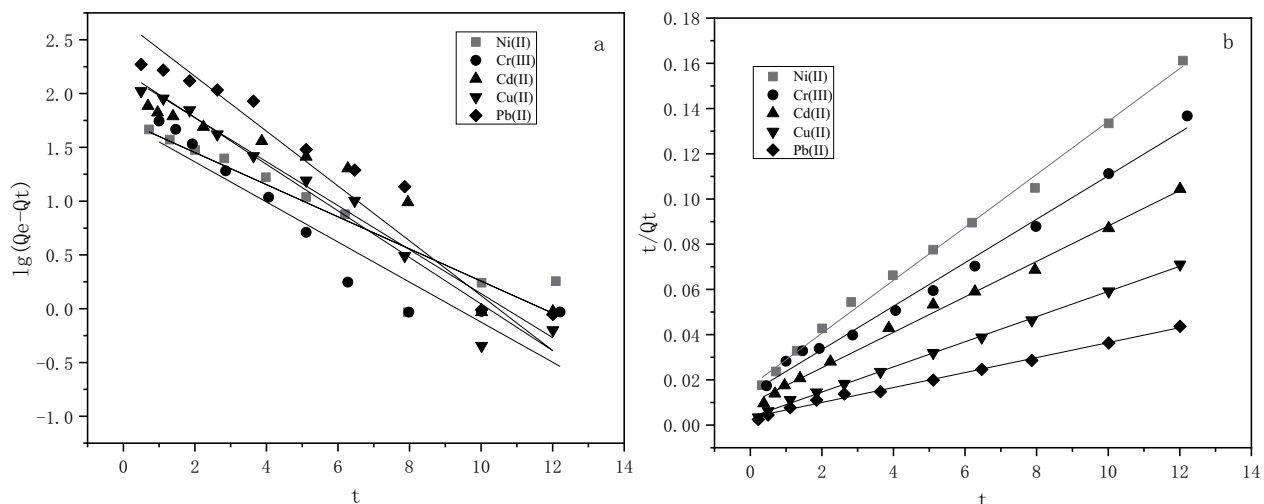 a
2.5
2.0
1.5
1.0
0.5
0.0
-0.5
-1.0
lg(Qe-Qt)
Ni(II)
Cr(III)
Cd(II)
Cu(II)
Pb(II)
0 2 4 6 8 10 12 14
t
b
0.18
0.16
0.14
0.12
0.10
0.08
0.06
0.04
0.02
0.00
t/Qt
Ni(II)
Cr(III)
Cd(II)
Cu(II)
Pb(II)
0 2 4 6 8 10 12 14
t